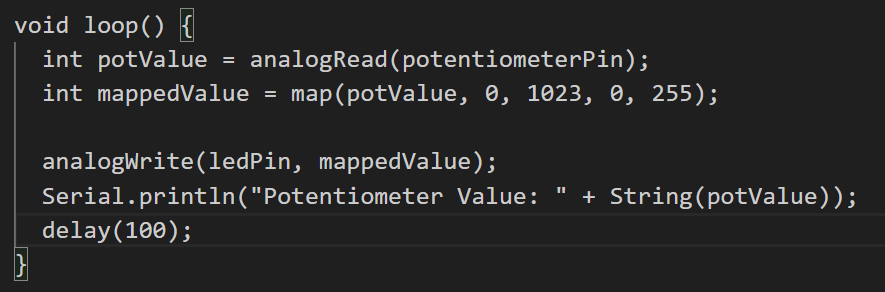 void loop() {
  int potValue = analogRead(potentiometerPin);
  int mappedValue = map(potValue, 0, 1023, 0, 255);

  analogWrite(ledPin, mappedValue);
  Serial.println("Potentiometer Value: " + String(potValue));
  delay(100);
}